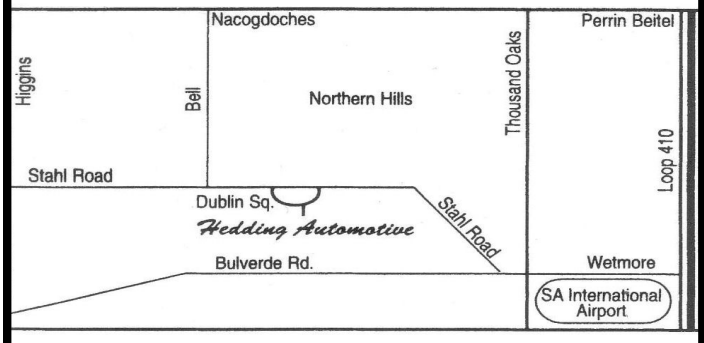 Nacogdoches
Perrin Beitel
Higgins
Bell
Northern Hills
Thousand Oaks
Loop 410
Stahl Road
Dublin Sq.
Hedding Automotive
Stahl Road
Bulverde Rd.
Wetmore
SA International
Airport